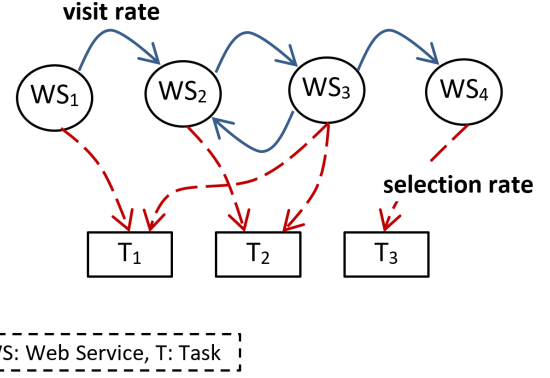 visit rate
WS₁ WS₂ WS₃ WS₄
selection rate
T₁ T₂ T₃
S: Web Service, T: Task